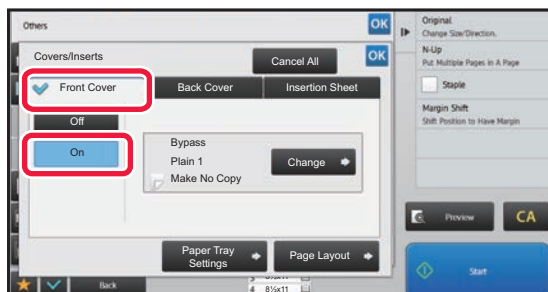 Others
OK
Covers/Inserts
Cancel All
OK
Front Cover
Back Cover
Insertion Sheet
Off
On
Bypass
Plain 1
Make No Copy
Change
Paper Tray
Settings
Page Layout
Back
4 8½x11
Original
Change Size/Direction.
N-Up
Put Multiple Pages in A Page
Staple
Margin Shift
Shift Position to Have Margin
Preview
CA
Start